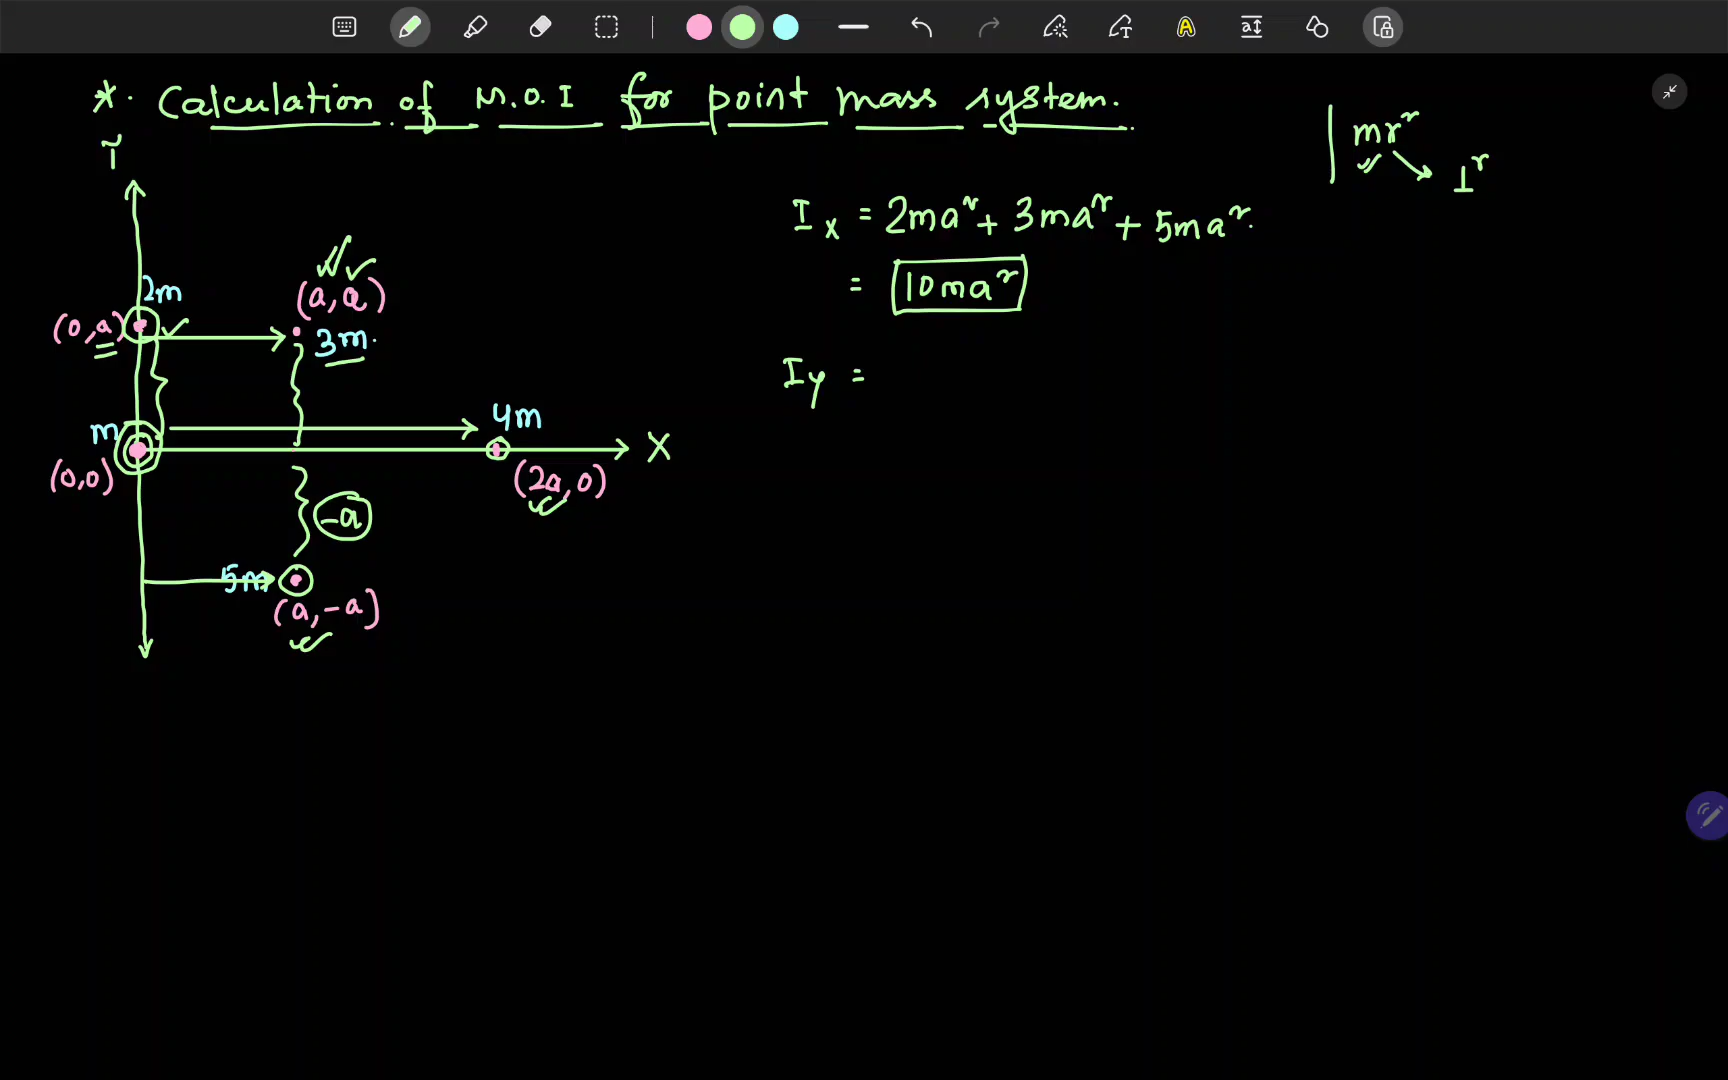 *. Calculation of M.O.I for point mass system.
mr²
⊥r
Y
I x = 2ma² + 3ma² + 5ma².
= 10ma²
Iy =
2m
(a, a)
(0, a)
3m.
4m
m
X
(0,0)
(2a, 0)
-a
5m
(a, -a)